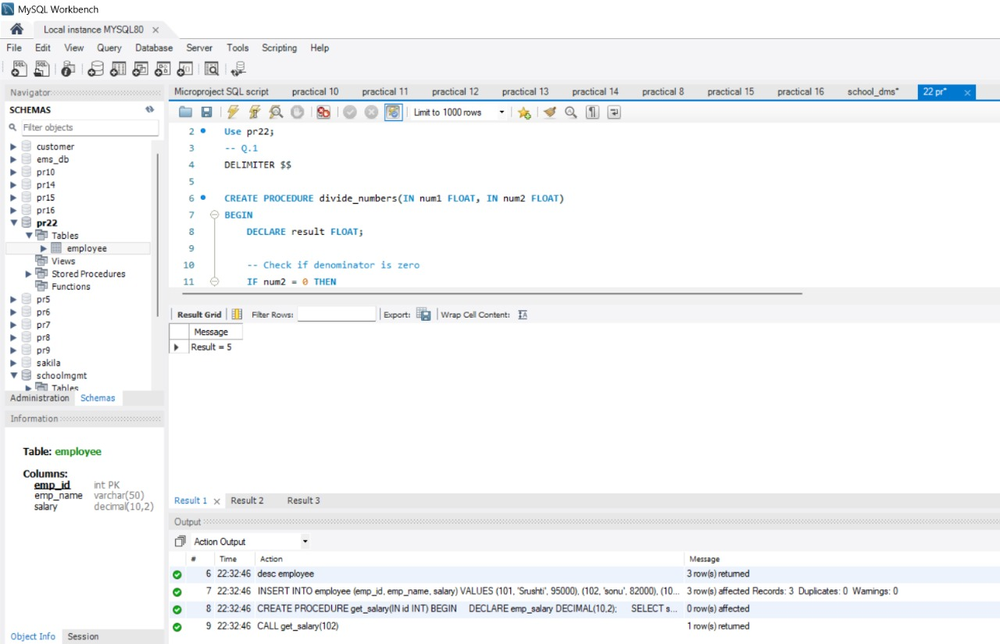 MySQL Workbench
Local instance MYSQL80
File Edit View Query Database Server Tools Scripting Help
Navigator
SCHEMAS
Filter objects
customer
ems_db
pr10
pr14
pr15
pr16
pr22
Tables
employee
Views
Stored Procedures
Functions
pr5
pr6
pr7
pr8
pr9
sakila
schoolmgmt
Tables
Administration Schemas
Information
Table: employee
Columns:
emp_id int PK
emp_name varchar(50)
salary decimal(10,2)
Object Info Session
Microproject SQL script practical 10 practical 11 practical 12 practical 13 practical 14 practical 8 practical 15 practical 16 school_dms* 22 pr*
Limit to 1000 rows
2 Use pr22;
3 -- Q.1
4 DELIMITER $$
5
6 CREATE PROCEDURE divide_numbers(IN num1 FLOAT, IN num2 FLOAT)
7 BEGIN
8 DECLARE result FLOAT;
9
10 -- Check if denominator is zero
11 IF num2 = 0 THEN
Result Grid Filter Rows: Export: Wrap Cell Content:
Message
Result = 5
Result 1 Result 2 Result 3
Output
Action Output
# Time Action Message
6 22:32:46 desc employee 3 row(s) returned
7 22:32:46 INSERT INTO employee (emp_id, emp_name, salary) VALUES (101, 'Srushti', 95000), (102, 'sonu', 82000), (10... 3 row(s) affected Records: 3 Duplicates: 0 Warnings: 0
8 22:32:46 CREATE PROCEDURE get_salary(IN id INT) BEGIN DECLARE emp_salary DECIMAL(10,2); SELECT s... 0 row(s) affected
9 22:32:46 CALL get_salary(102) 1 row(s) returned